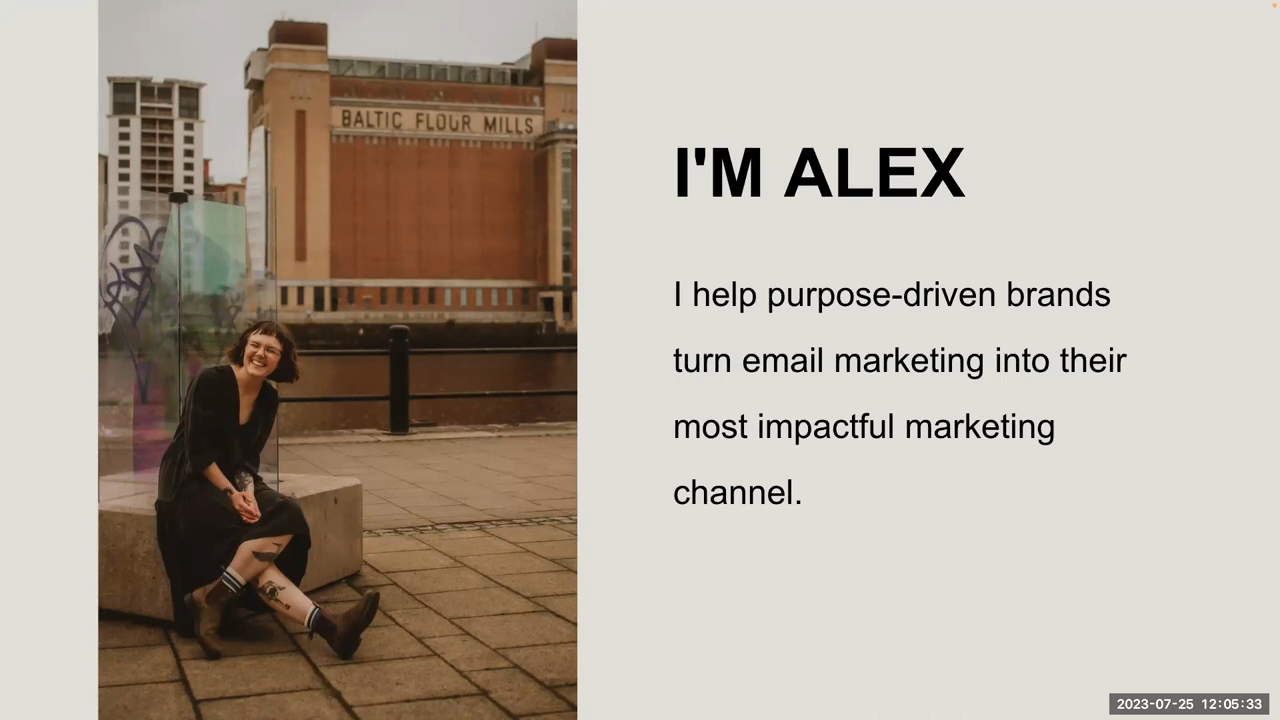 BALTIC FLOUR MILLS
I'M ALEX
I help purpose-driven brands
turn email marketing into their
most impactful marketing
channel.
2023-07-25 12:05:33